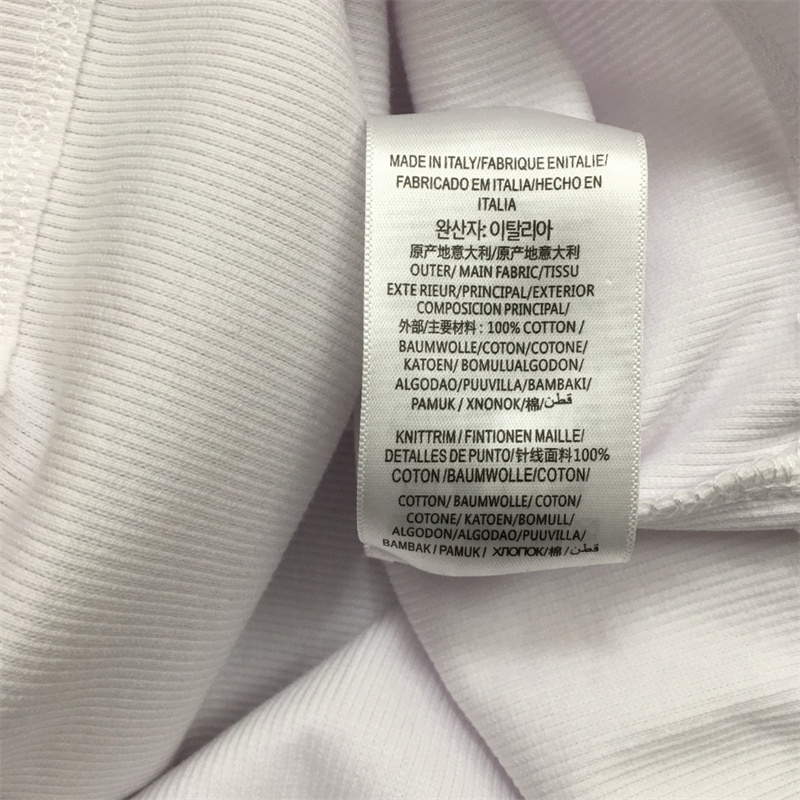 MADE IN ITALY/FABRIQUE ENITALIE/
FABRICADO EM ITALIA/HECHO EN
ITALIA
완산자: 이탈리아
原产地意大利/原产地意大利
OUTER/ MAIN FABRIC/TISSU
EXTE RIEUR/PRINCIPAL/EXTERIOR
COMPOSICION PRINCIPAL/
外部/主要材料 : 100% COTTON /
BAUMWOLLE/COTON/COTONE/
KATOEN/ BOMULUALGODON/
ALGODAO/PUUVILLA/BAMBAKI/
PAMUK / XNONOK/棉/قطن
KNITTRIM / FINTIONEN MAILLE/
DETALLES DE PUNTO/针线面料100%
COTON /BAUMWOLLE/COTON/
COTTON/ BAUMWOLLE/ COTON/
COTONE/ KATOEN/BOMULL/
ALGODON/ALGODAO/PUUVILLA/
BAMBAK / PAMUK / ХЛОПОК/棉 /قطن